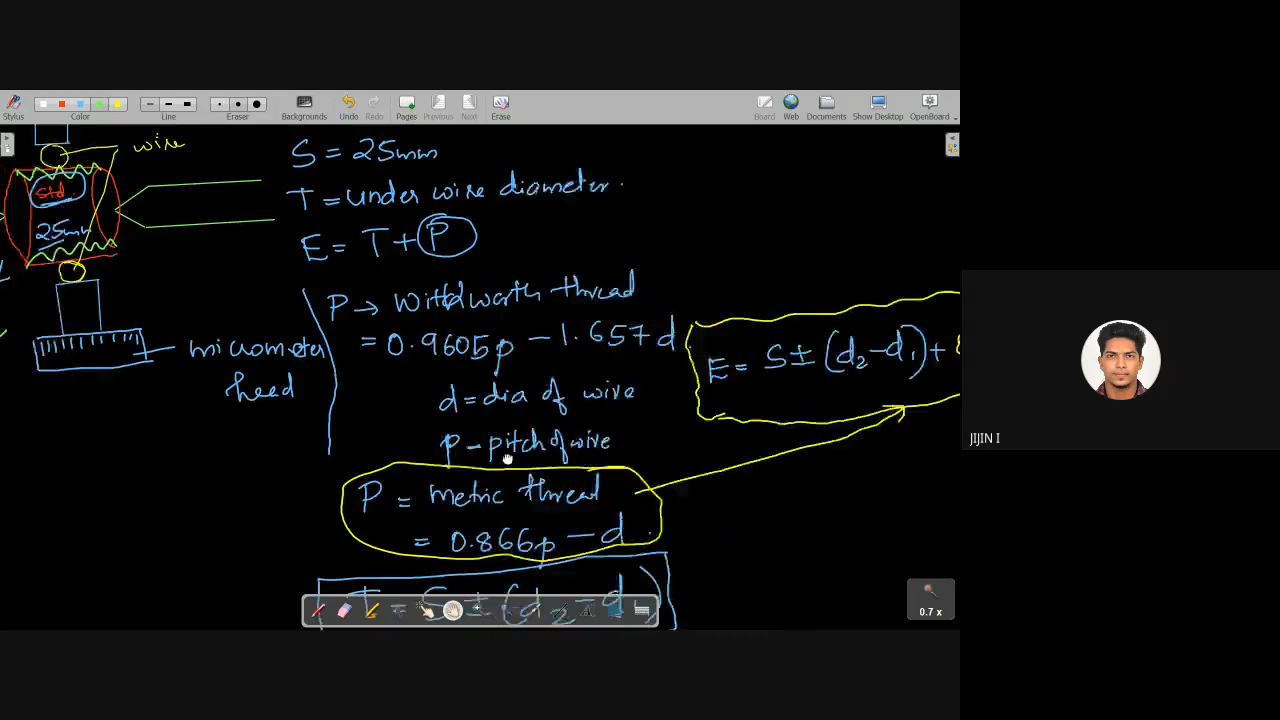 Stylus
Color
Line
Eraser
Backgrounds
Undo
Redo
Pages
Previous
Next
Erase
Board
Web
Documents
Show Desktop
OpenBoard
wire
Std.
25mm
micrometer
head
S = 25mm
T = under wire diameter.
E = T + P
P → Wittdworth thread
= 0.9605p - 1.657d
d = dia of wire
p - pitch of wire
P = metric thread
= 0.866p - d
T S ± (d2 - d)
E = S ± (d2 - d1) +
JIJIN I
0.7 x